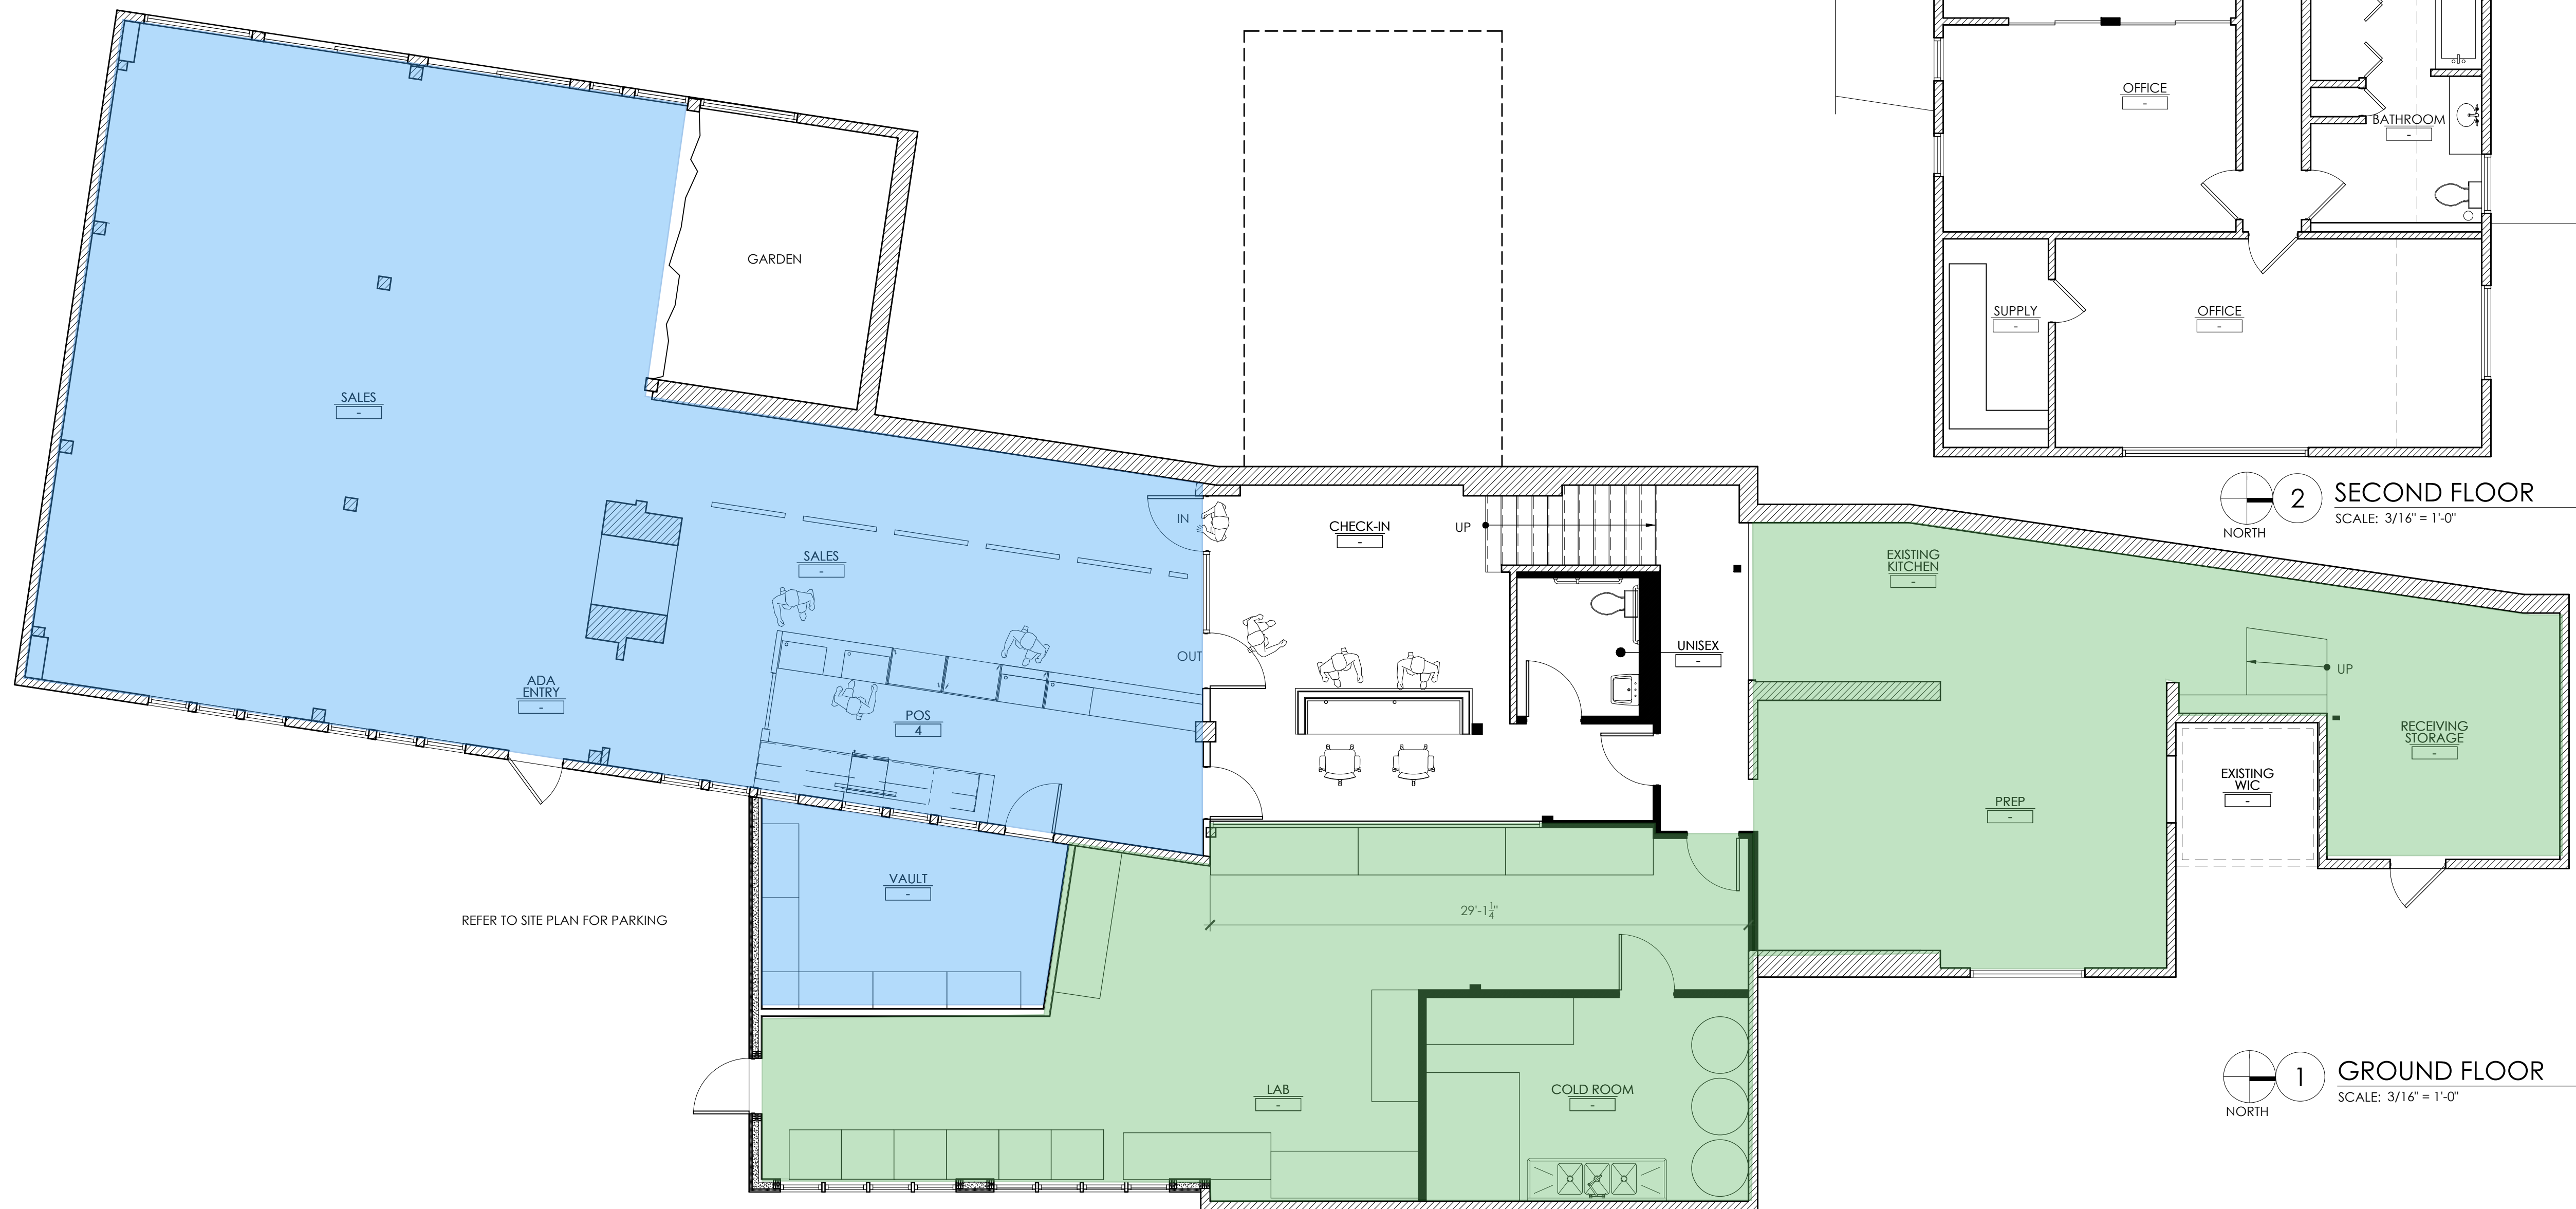 OFFICE
-
BATHROOM
-
GARDEN
SUPPLY
-
OFFICE
-
SALES
-
2
SECOND FLOOR
SCALE: 3/16" = 1'-0"
NORTH
IN
CHECK-IN
-
UP
SALES
-
EXISTING
KITCHEN
-
OUT
UNISEX
-
UP
ADA
ENTRY
-
POS
4
RECEIVING
STORAGE
-
EXISTING
WIC
-
PREP
-
VAULT
-
REFER TO SITE PLAN FOR PARKING
29'-1 1/4"
LAB
-
COLD ROOM
-
1
GROUND FLOOR
SCALE: 3/16" = 1'-0"
NORTH